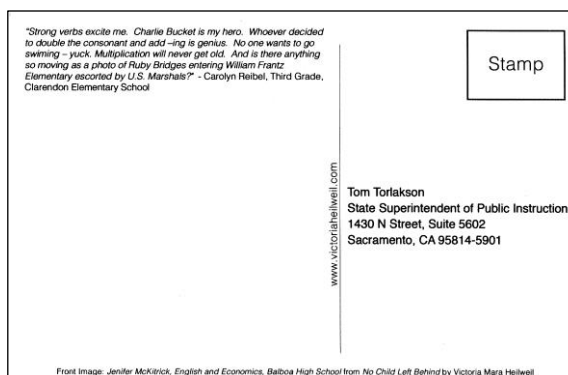 "Strong verbs excite me. Charlie Bucket is my hero. Whoever decided
to double the consonant and add –ing is genius. No one wants to go
swiming – yuck. Multiplication will never get old. And is there anything
so moving as a photo of Ruby Bridges entering William Frantz
Elementary escorted by U.S. Marshals?" - Carolyn Reibel, Third Grade,
Clarendon Elementary School
Stamp
www.victoriaheilweil.com
Tom Torlakson
State Superintendent of Public Instruction
1430 N Street, Suite 5602
Sacramento, CA 95814-5901
Front Image: Jenifer McKitrick, English and Economics, Balboa High School from No Child Left Behind by Victoria Mara Heilweil